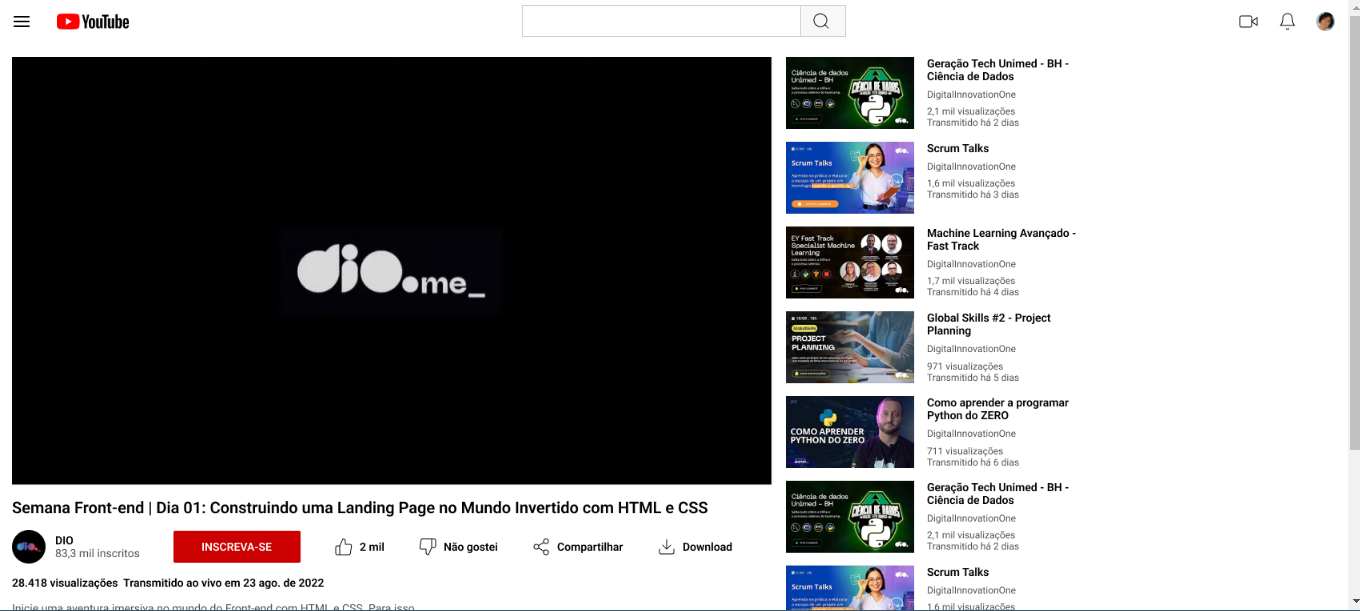 YouTube
dio.me_
Semana Front-end | Dia 01: Construindo uma Landing Page no Mundo Invertido com HTML e CSS
dio.
DIO
83,3 mil inscritos
INSCREVA-SE
2 mil
Não gostei
Compartilhar
Download
28.418 visualizações Transmitido ao vivo em 23 ago. de 2022
Inicie uma aventura imersiva no mundo do Front-end com HTML e CSS. Para isso
Ciência de dados
Unimed - BH
CIÊNCIA DE DADOS
dio.
Geração Tech Unimed - BH -
Ciência de Dados
DigitalInnovationOne
2,1 mil visualizações
Transmitido há 2 dias
Scrum Talks
dio.
Scrum Talks
DigitalInnovationOne
1,6 mil visualizações
Transmitido há 3 dias
EY Fast Track
Specialist Machine
Learning
dio.
Machine Learning Avançado -
Fast Track
DigitalInnovationOne
1,7 mil visualizações
Transmitido há 4 dias
GlobalSkills
PROJECT
PLANNING
dio.
Global Skills #2 - Project
Planning
DigitalInnovationOne
971 visualizações
Transmitido há 5 dias
COMO APRENDER
PYTHON DO ZERO
Como aprender a programar
Python do ZERO
DigitalInnovationOne
711 visualizações
Transmitido há 6 dias
Ciência de dados
Unimed - BH
CIÊNCIA DE DADOS
dio.
Geração Tech Unimed - BH -
Ciência de Dados
DigitalInnovationOne
2,1 mil visualizações
Transmitido há 2 dias
Scrum Talks
dio.
Scrum Talks
DigitalInnovationOne
1,6 mil visualizações